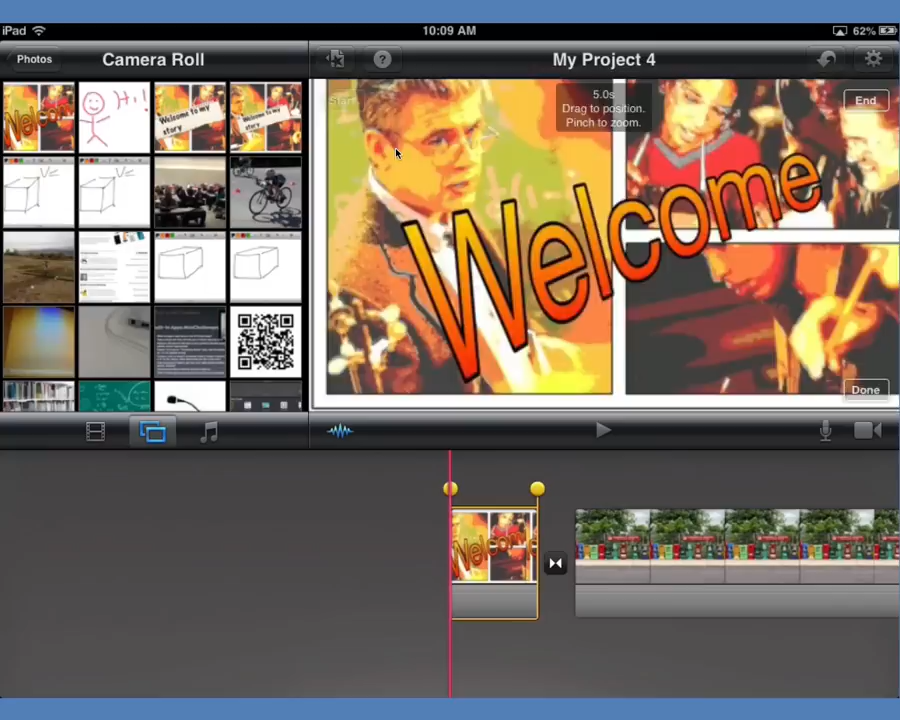 iPad
10:09 AM
62%
Photos
Camera Roll
My Project 4
Start
5.0s
Drag to position.
Pinch to zoom.
End
Hi!
Welcome to my
story
Welcome
Done